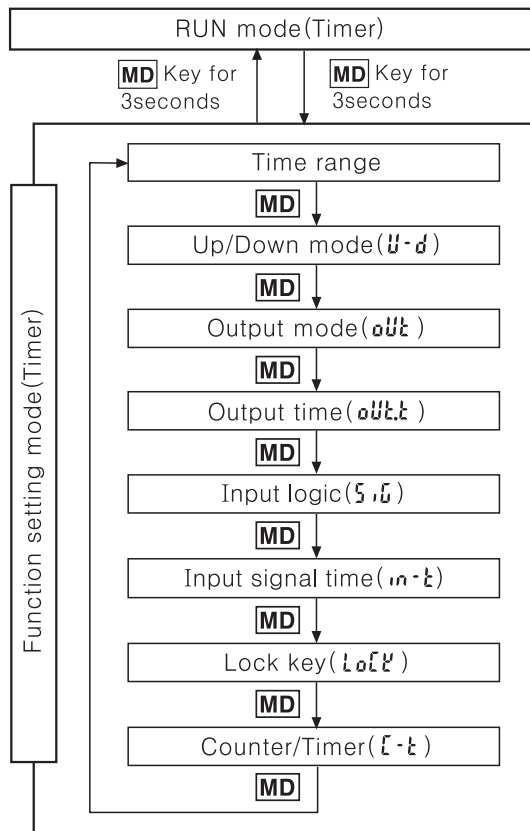 RUN mode(Timer)
MD Key for
3seconds
MD Key for
3seconds
Function setting mode(Timer)
Time range
MD
Up/Down mode(U-d)
MD
Output mode(oUt)
MD
Output time(oUt.t)
MD
Input logic(SiG)
MD
Input signal time(in-t)
MD
Lock key(LoCK)
MD
Counter/Timer(C-t)
MD